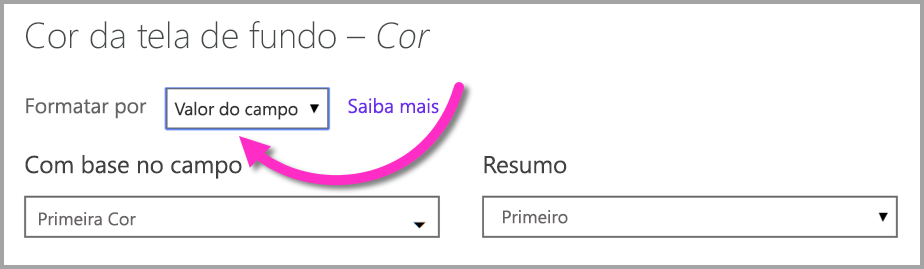 Cor da tela de fundo – Cor
Formatar por Valor do campo Saiba mais
Com base no campo Resumo
Primeira Cor Primeiro